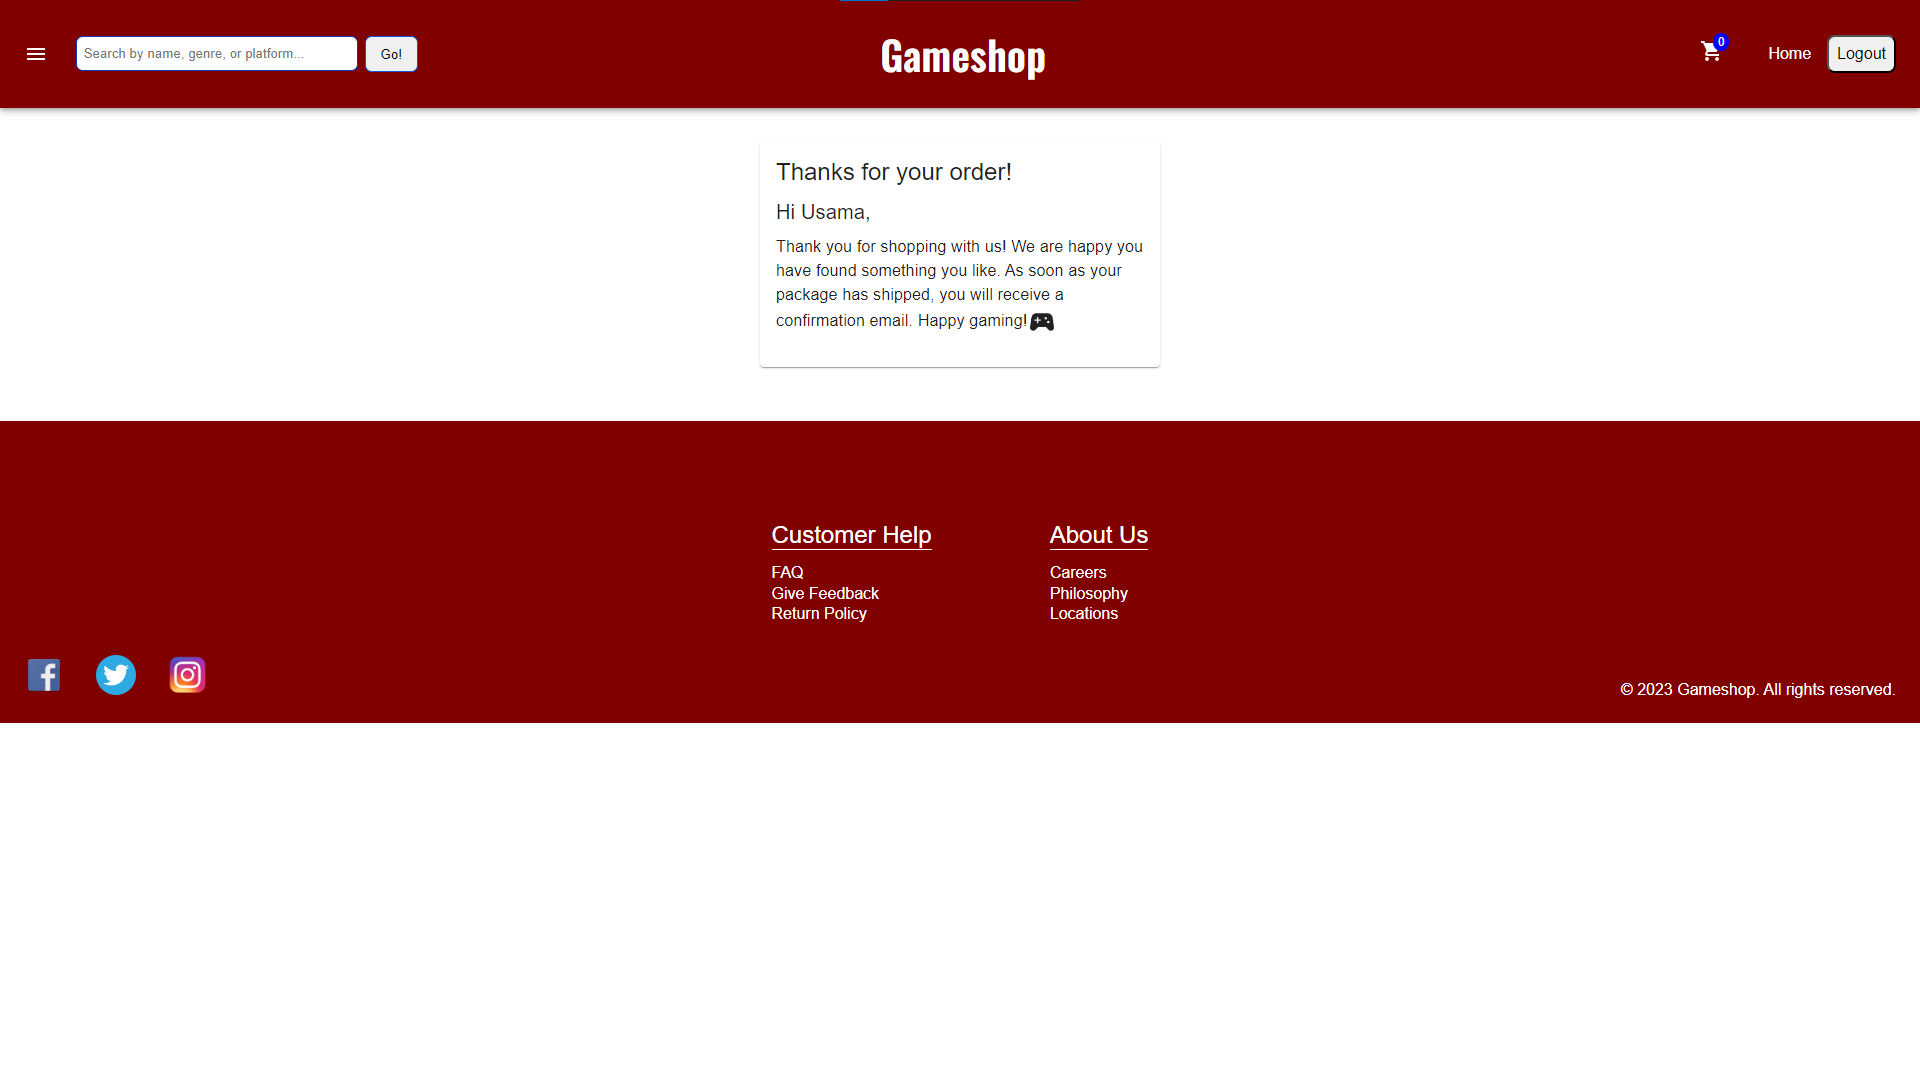 Search by name, genre, or platform...
Go!
Gameshop
0
Home
Logout
Thanks for your order!
Hi Usama,
Thank you for shopping with us! We are happy you
have found something you like. As soon as your
package has shipped, you will receive a
confirmation email. Happy gaming!
Customer Help
FAQ
Give Feedback
Return Policy
About Us
Careers
Philosophy
Locations
© 2023 Gameshop. All rights reserved.